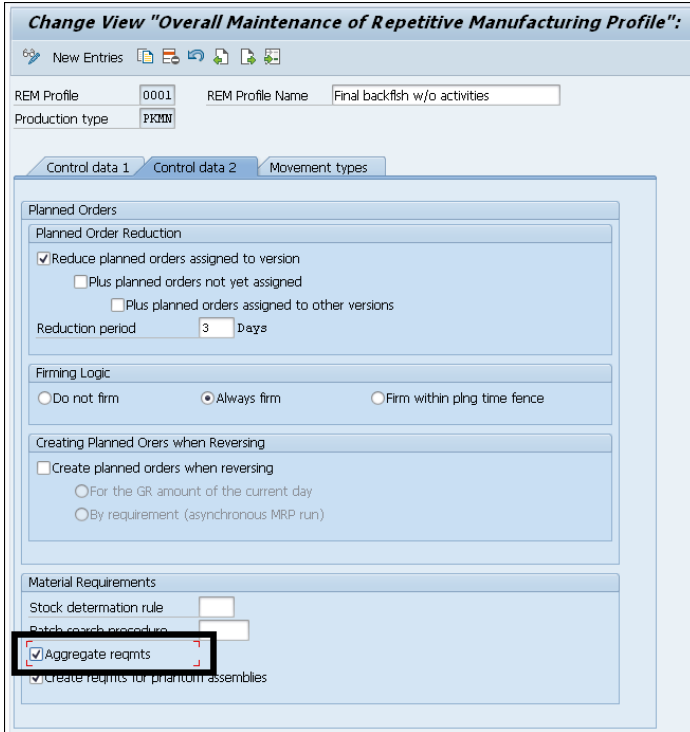 Change View "Overall Maintenance of Repetitive Manufacturing Profile":
New Entries
REM Profile 0001 REM Profile Name Final backflsh w/o activities
Production type PKMN
Control data 1 Control data 2 Movement types
Planned Orders
Planned Order Reduction
Reduce planned orders assigned to version
Plus planned orders not yet assigned
Plus planned orders assigned to other versions
Reduction period 3 Days
Firming Logic
Do not firm Always firm Firm within plng time fence
Creating Planned Orers when Reversing
Create planned orders when reversing
For the GR amount of the current day
By requirement (asynchronous MRP run)
Material Requirements
Stock determation rule
Batch search procedure
Aggregate reqmts
Create reqmts for phantom assemblies